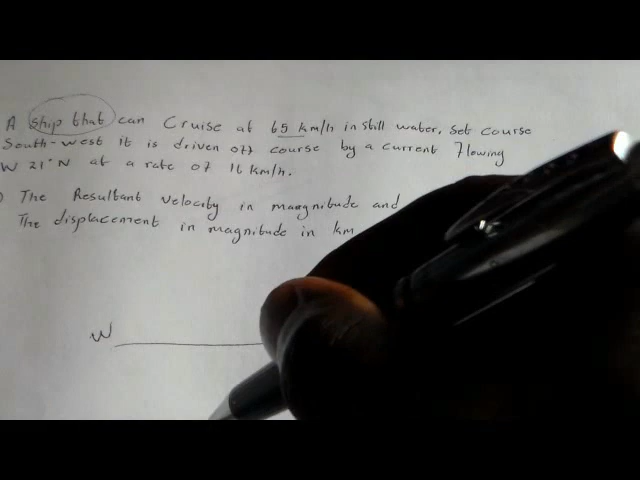 A ship that can Cruise at 65 km/h in still water, set course
South-west it is driven off course by a current flowing
W 21° N at a rate of 16 km/h.
) The Resultant velocity in magnitude and
The displacement in magnitude in km
W